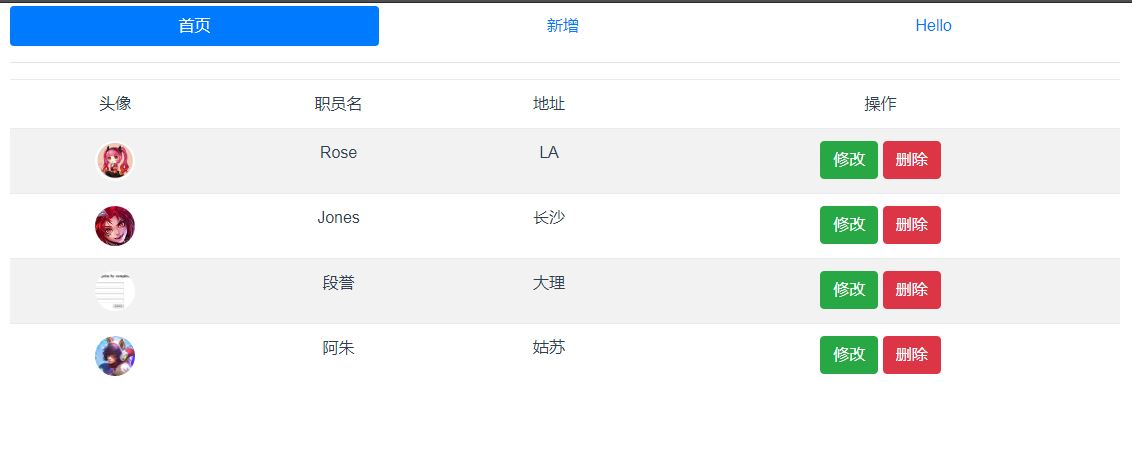 首页 新增 Hello
头像 职员名 地址 操作
Rose LA 修改 删除
Jones 长沙 修改 删除
段誉 大理 修改 删除
阿朱 姑苏 修改 删除